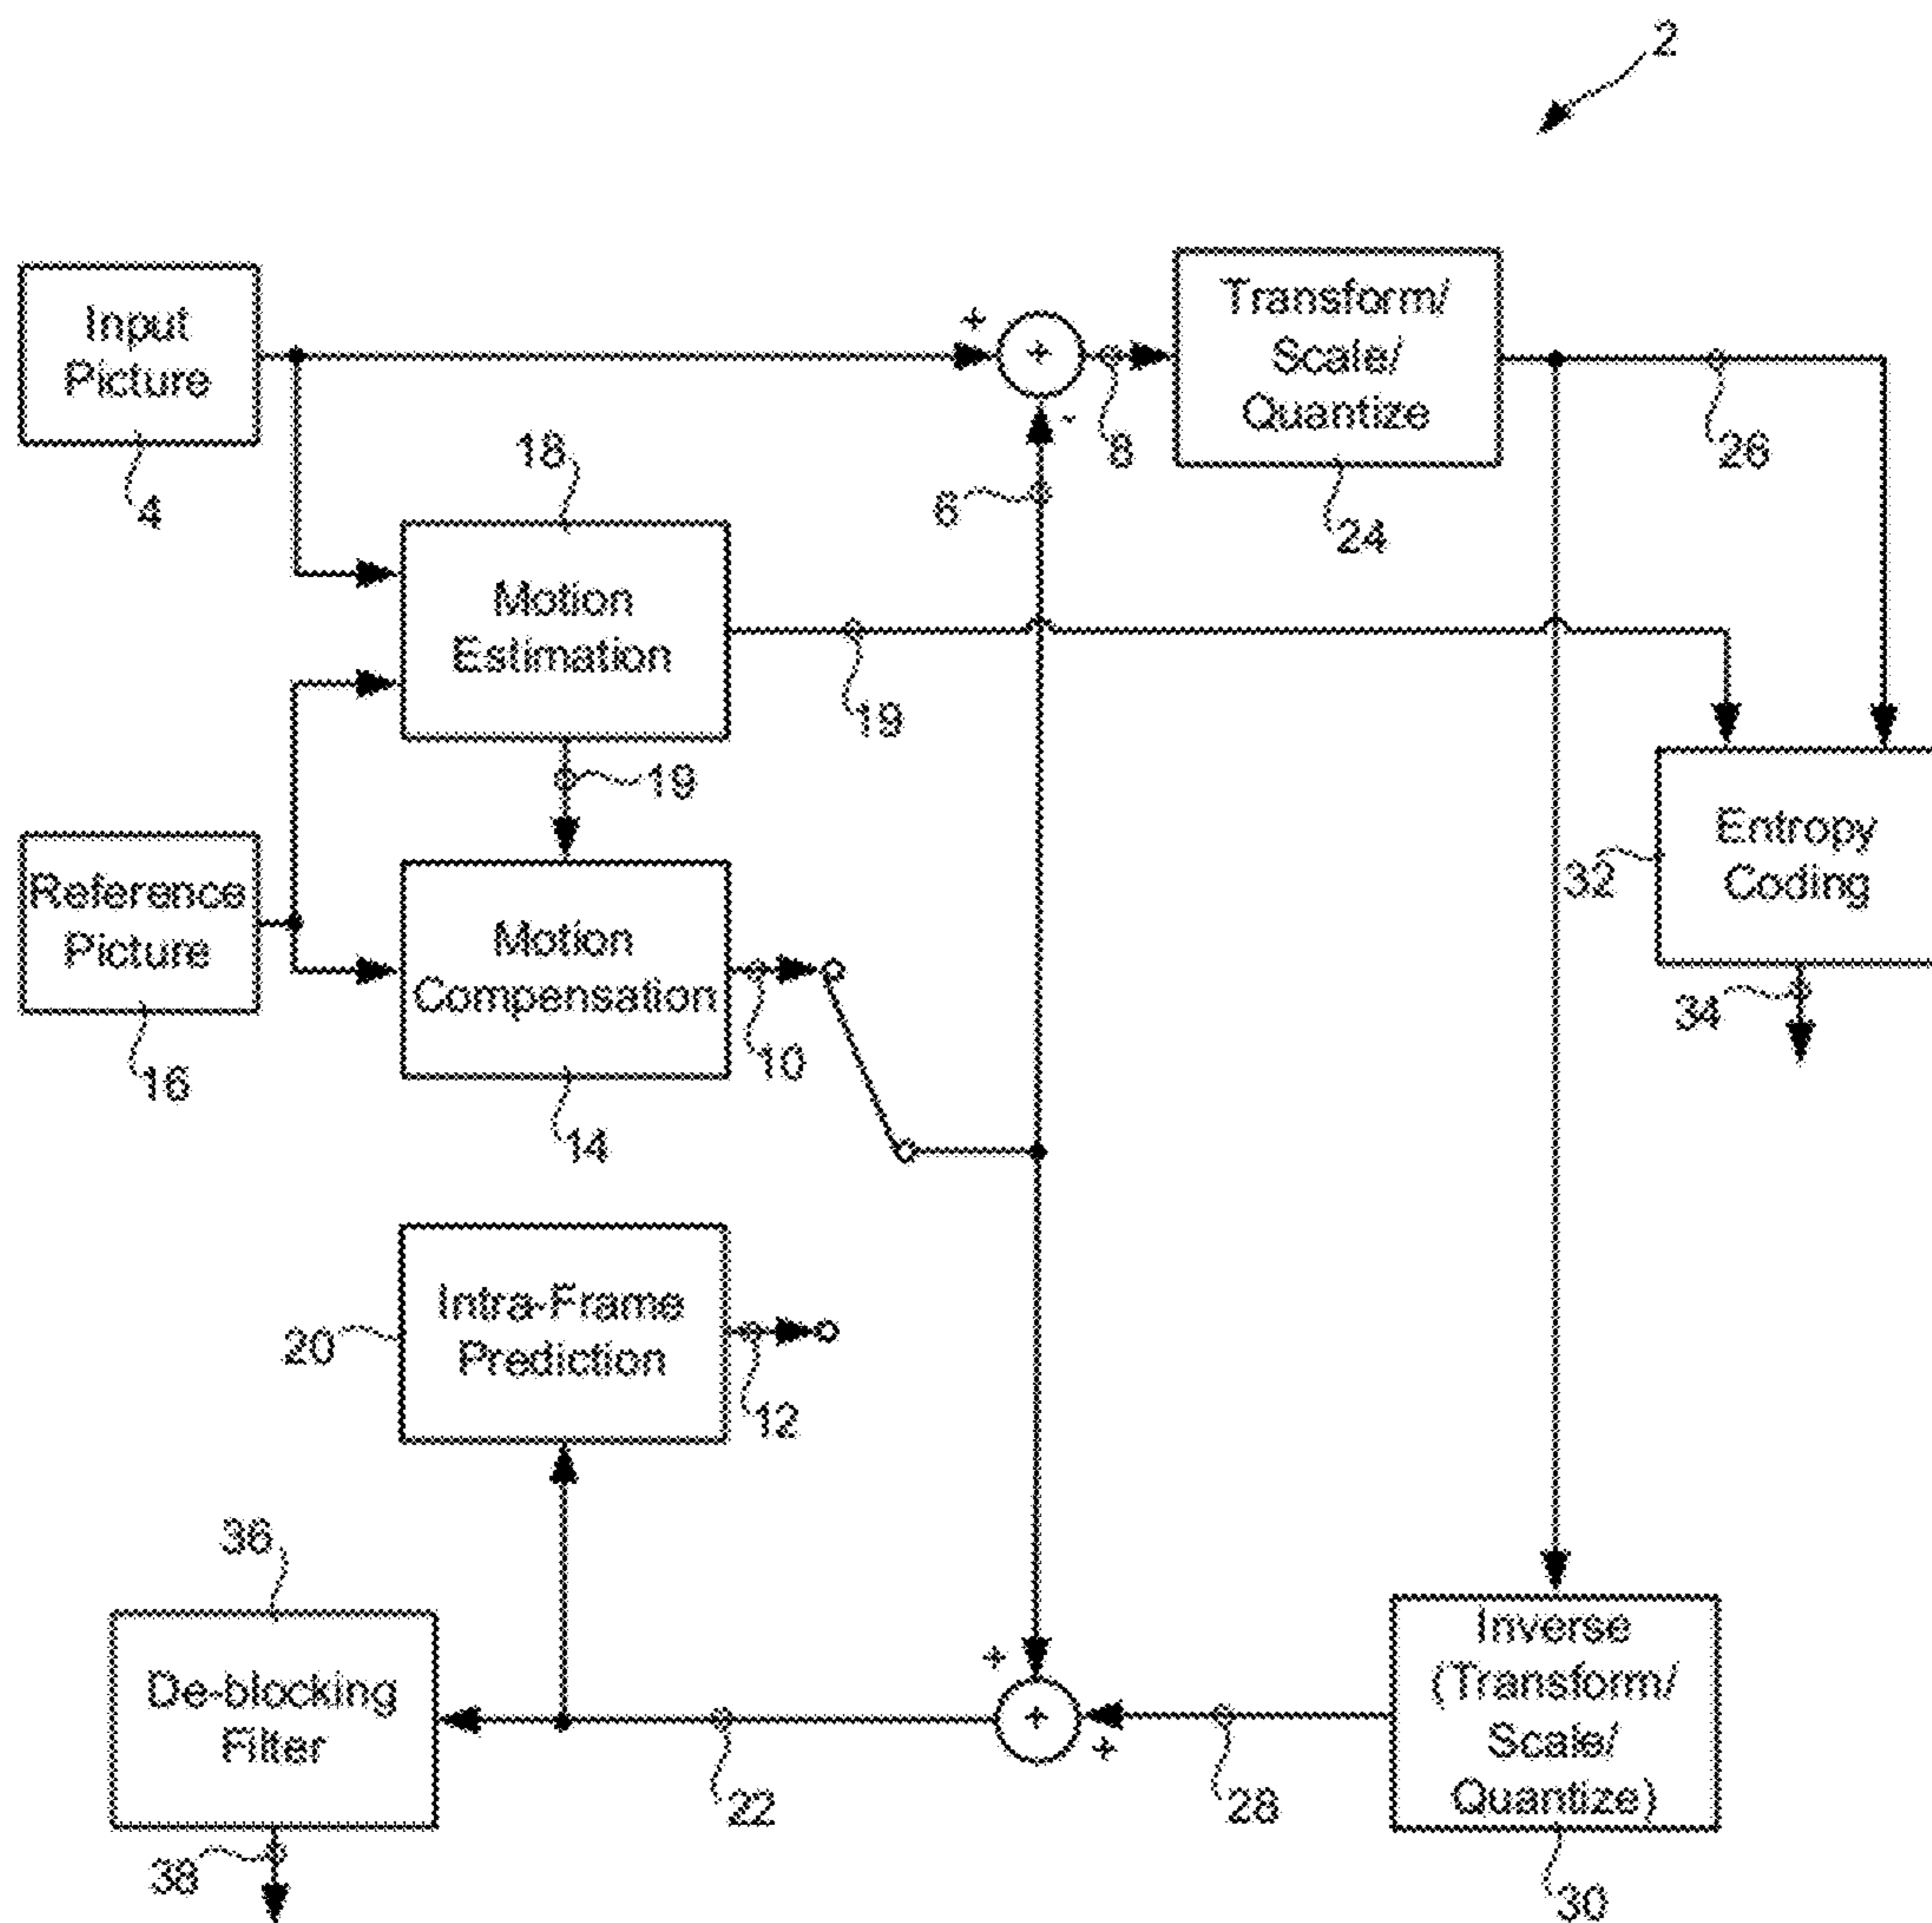 2
Input
Picture
4
+
+
-
8
6
Transform/
Scale/
Quantize
24
26
18
Motion
Estimation
19
19
Reference
Picture
16
Motion
Compensation
10
14
Entropy
Coding
32
34
Intra-Frame
Prediction
20
12
36
De-blocking
Filter
38
22
+
+
+
28
Inverse
(Transform/
Scale/
Quantize)
30